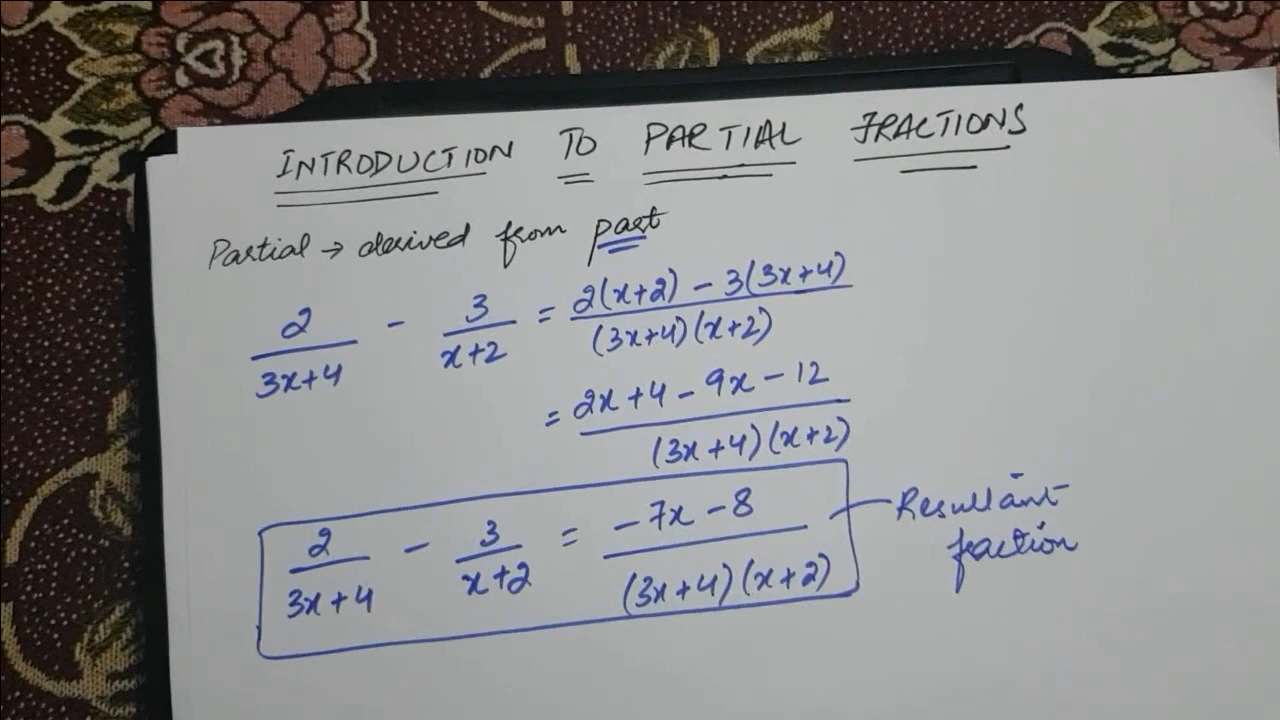 INTRODUCTION TO PARTIAL FRACTIONS
Partial → derived from part
2/(3x+4) - 3/(x+2) = (2(x+2) - 3(3x+4))/((3x+4)(x+2))
= (2x+4-9x-12)/((3x+4)(x+2))
2/(3x+4) - 3/(x+2) = (-7x-8)/((3x+4)(x+2))
Resultant
fraction